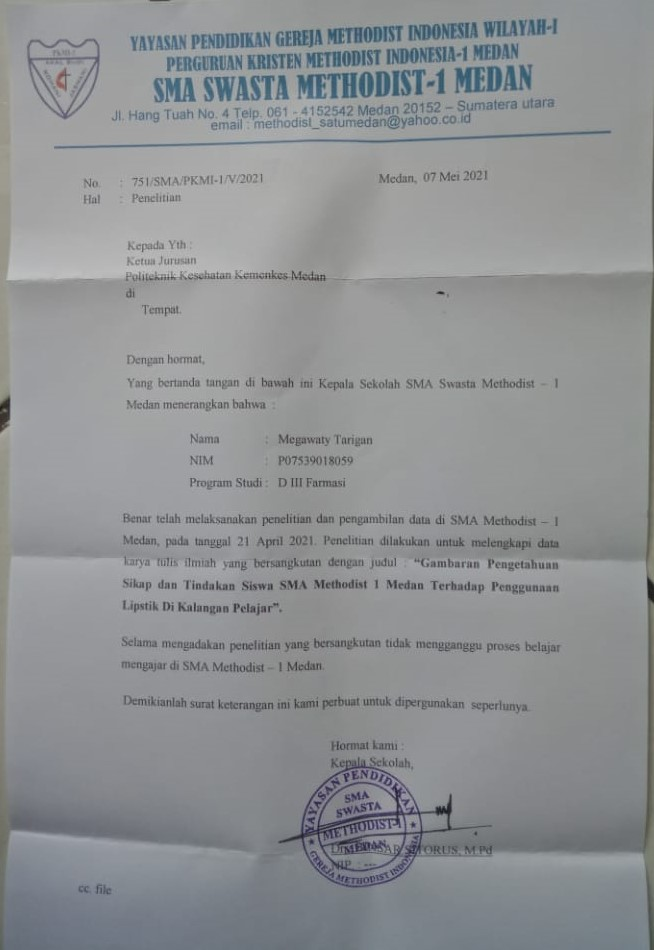 YAYASAN PENDIDIKAN GEREJA METHODIST INDONESIA WILAYAH-I
PERGURUAN KRISTEN METHODIST INDONESIA-1 MEDAN
SMA SWASTA METHODIST-1 MEDAN
Jl. Hang Tuah No. 4 Telp. 061 - 4152542 Medan 20152 – Sumatera utara
email : methodist_satumedan@yahoo.co.id
PKMI-1
No. : 751/SMA/PKMI-1/V/2021
Medan, 07 Mei 2021
Hal : Penelitian
Kepada Yth :
Ketua Jurusan
Politeknik Kesehatan Kemenkes Medan
di
Tempat.
Dengan hormat,
Yang bertanda tangan di bawah ini Kepala Sekolah SMA Swasta Methodist – 1
Medan menerangkan bahwa :
Nama : Megawaty Tarigan
NIM : P07539018059
Program Studi : D III Farmasi
Benar telah melaksanakan penelitian dan pengambilan data di SMA Methodist – 1
Medan, pada tanggal 21 April 2021. Penelitian dilakukan untuk melengkapi data
karya tulis ilmiah yang bersangkutan dengan judul : “Gambaran Pengetahuan
Sikap dan Tindakan Siswa SMA Methodist 1 Medan Terhadap Penggunaan
Lipstik Di Kalangan Pelajar”.
Selama mengadakan penelitian yang bersangkutan tidak mengganggu proses belajar
mengajar di SMA Methodist – 1 Medan.
Demikianlah surat keterangan ini kami perbuat untuk dipergunakan seperlunya.
Hormat kami :
Kepala Sekolah,
YAYASAN PENDIDIKAN
SMA
SWASTA
METHODIST-1
MEDAN
GEREJA METHODIST INDONESIA
SITORUS, M.Pd
NIP : ---
cc. file